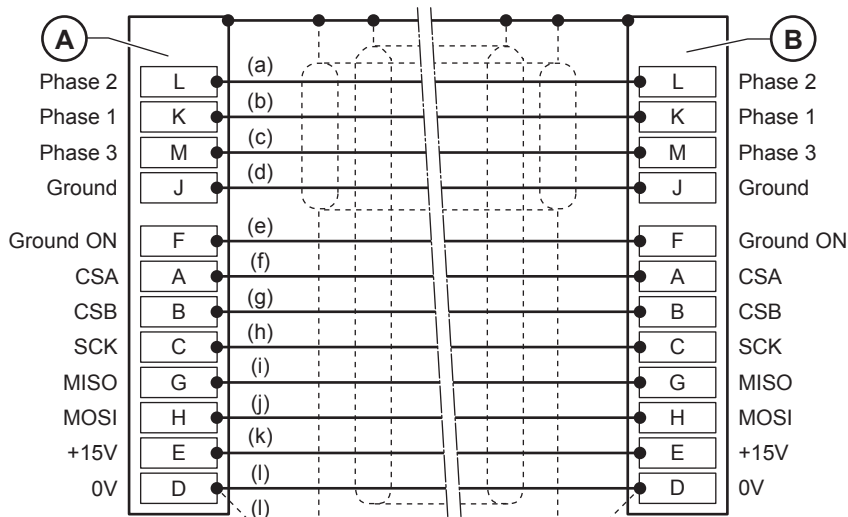 A B
Phase 2 L (a) L Phase 2
Phase 1 K (b) K Phase 1
Phase 3 M (c) M Phase 3
Ground J (d) J Ground
Ground ON F (e) F Ground ON
CSA A (f) A CSA
CSB B (g) B CSB
SCK C (h) C SCK
MISO G (i) G MISO
MOSI H (j) H MOSI
+15V E (k) E +15V
0V D (l) D 0V
(l)